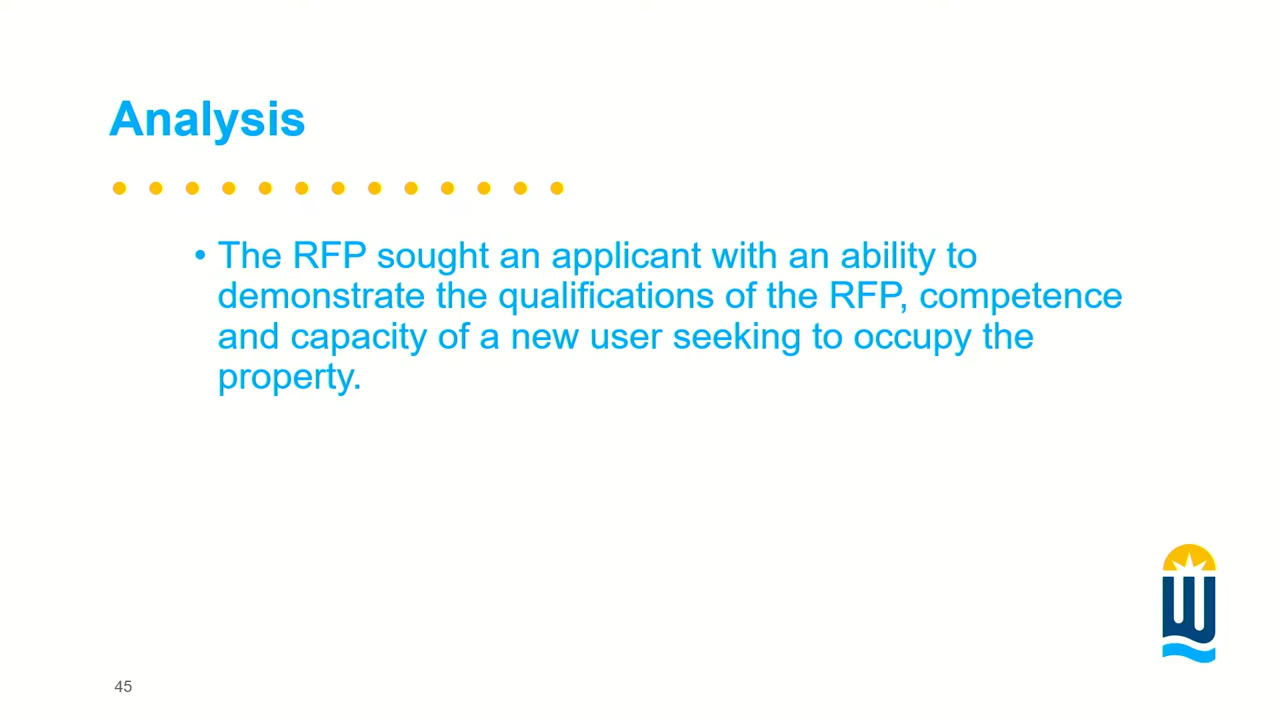 Analysis
• The RFP sought an applicant with an ability to
demonstrate the qualifications of the RFP, competence
and capacity of a new user seeking to occupy the
property.
W
45